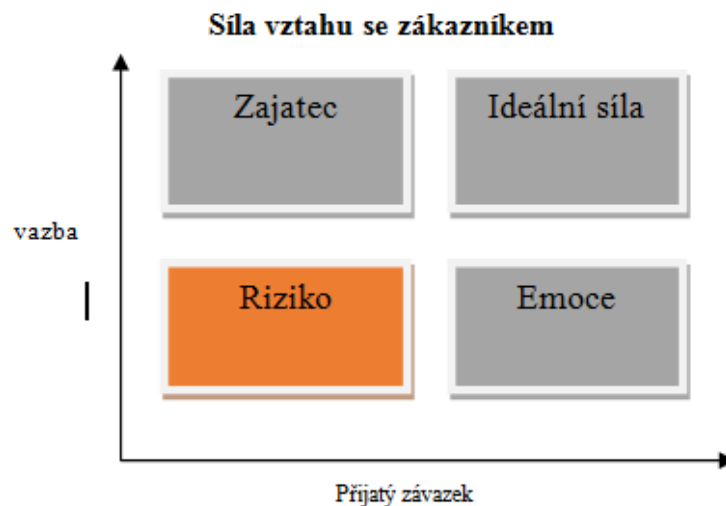 Síla vztahu se zákazníkem
Zajatec
Ideální síla
vazba
Riziko
Emoce
Přijatý závazek